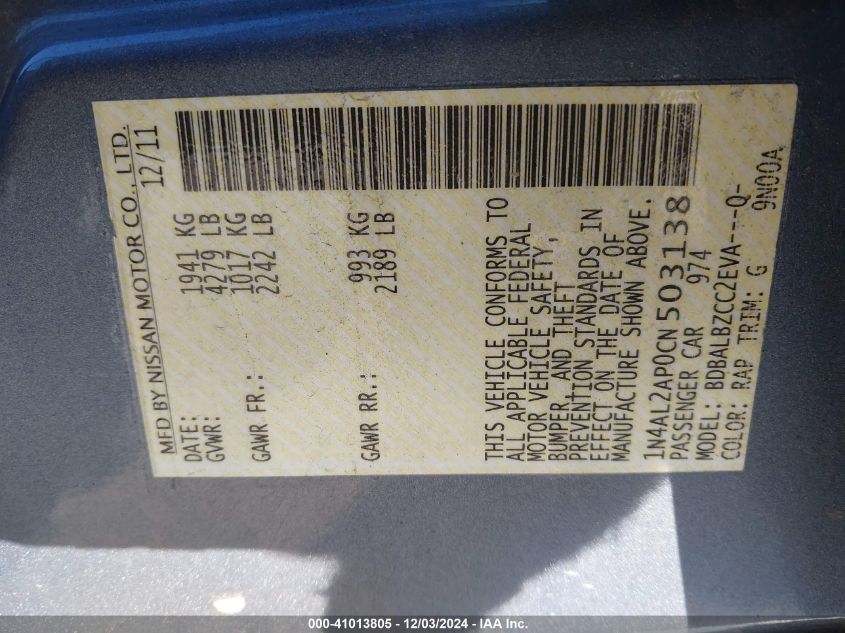 MFD BY NISSAN MOTOR CO., LTD.
DATE: 12/11
GVWR: 1941 KG
4279 LB
GAWR FR.: 1017 KG
2242 LB
GAWR RR.: 993 KG
2189 LB
THIS VEHICLE CONFORMS TO
ALL APPLICABLE FEDERAL
MOTOR VEHICLE SAFETY,
BUMPER, AND THEFT
PREVENTION STANDARDS IN
EFFECT ON THE DATE OF
MANUFACTURE SHOWN ABOVE.
1N4AL2AP0CN503138
PASSENGER CAR 974
MODEL: BDBALBZCC2EVA---Q-
COLOR: RAP TRIM: G 9N00A
000-41013805 - 12/03/2024 - IAA Inc.